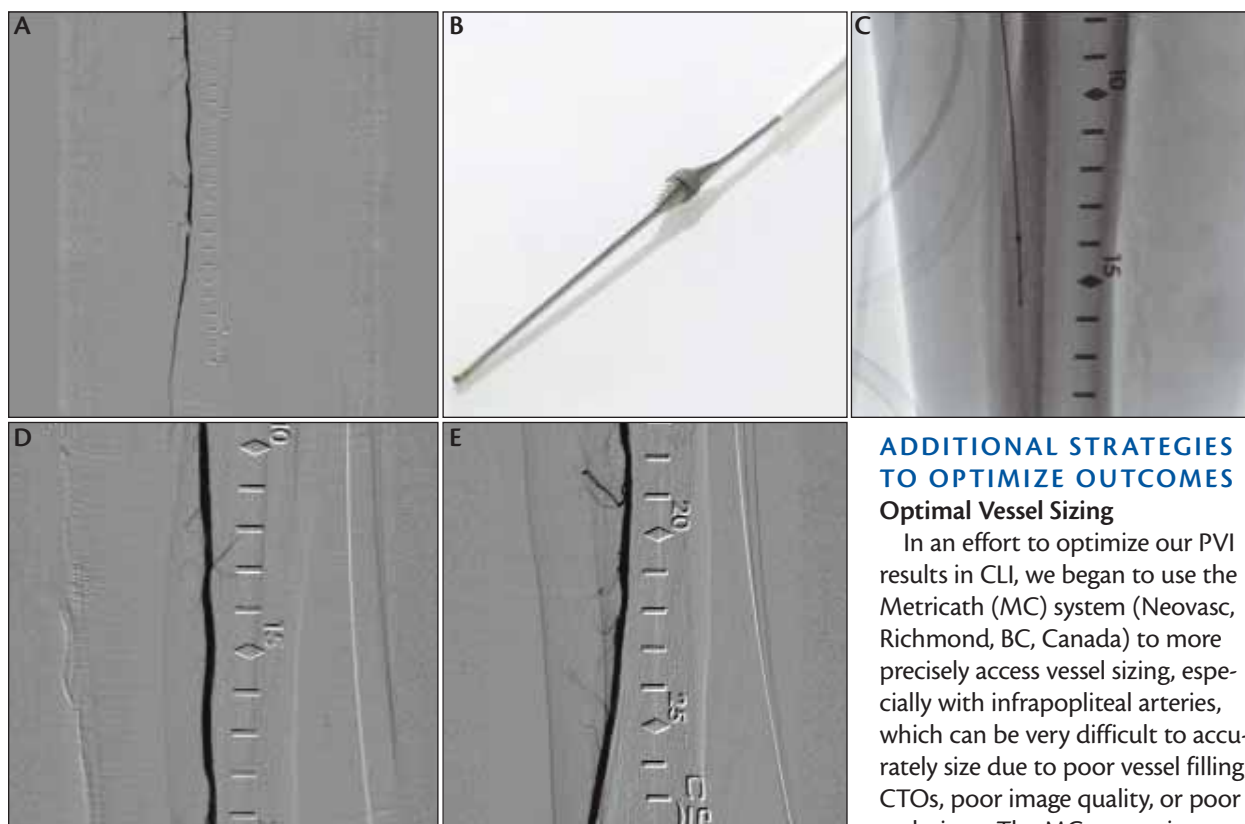 A
B
C
10
15
D
10
15
E
20
25
ADDITIONAL STRATEGIES
TO OPTIMIZE OUTCOMES
Optimal Vessel Sizing
In an effort to optimize our PVI
results in CLI, we began to use the
Metricath (MC) system (Neovasc,
Richmond, BC, Canada) to more
precisely access vessel sizing, espe-
cially with infrapopliteal arteries,
which can be very difficult to accu-
rately size due to poor vessel filling,
CTOs, poor image quality, or poor